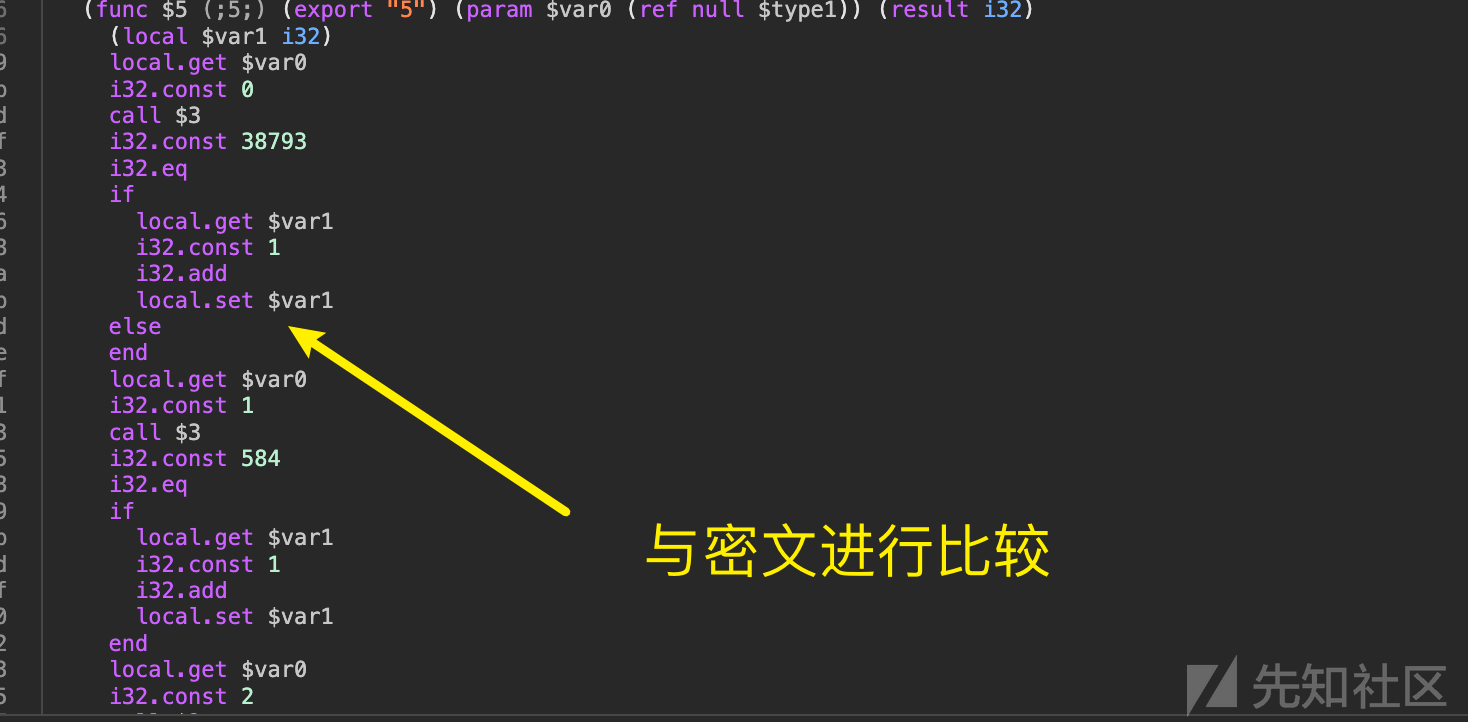 (func $5 (;5;) (export "5") (param $var0 (ref null $type1)) (result i32)
(local $var1 i32)
local.get $var0
i32.const 0
call $3
i32.const 38793
i32.eq
if
local.get $var1
i32.const 1
i32.add
local.set $var1
else
end
local.get $var0
i32.const 1
call $3
i32.const 584
i32.eq
if
local.get $var1
i32.const 1
i32.add
local.set $var1
end
local.get $var0
i32.const 2
与密文进行比较
先知社区